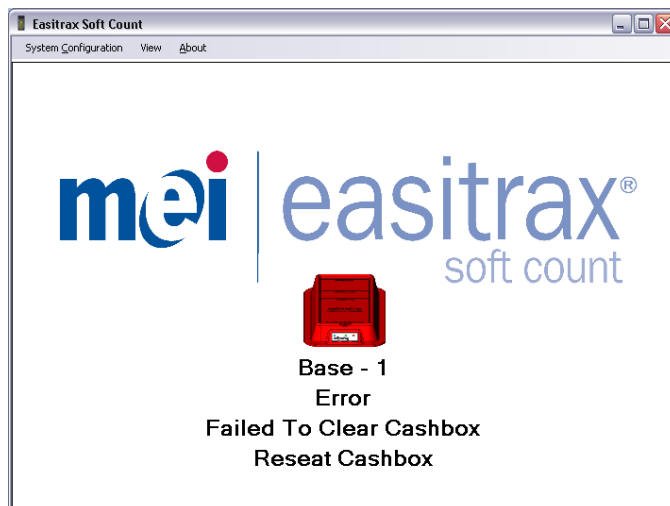 Easitrax Soft Count
System Configuration View About
mei easitrax®
soft count
Base - 1
Error
Failed To Clear Cashbox
Reseat Cashbox